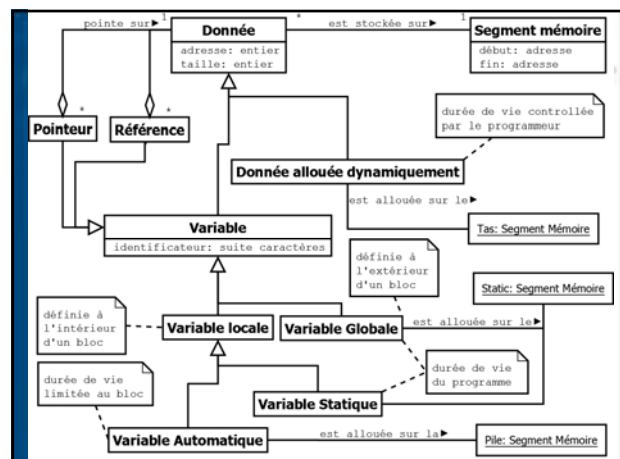 pointe sur▶ 1
Donnée
* est stockée sur▶ 1
Segment mémoire
adresse: entier
taille: entier
début: adresse
fin: adresse
* *
Pointeur
Référence
durée de vie controllée
par le programmeur
Donnée allouée dynamiquement
est allouée sur le▶
Variable
identificateur: suite caractères
Tas: Segment Mémoire
définie à
l'extérieur
d'un bloc
Static: Segment Mémoire
définie à
l'intérieur
d'un bloc
Variable locale
Variable Globale
est allouée sur le▶
durée de vie
limitée au bloc
durée de vie
du programme
Variable Statique
Variable Automatique
est allouée sur la▶
Pile: Segment Mémoire